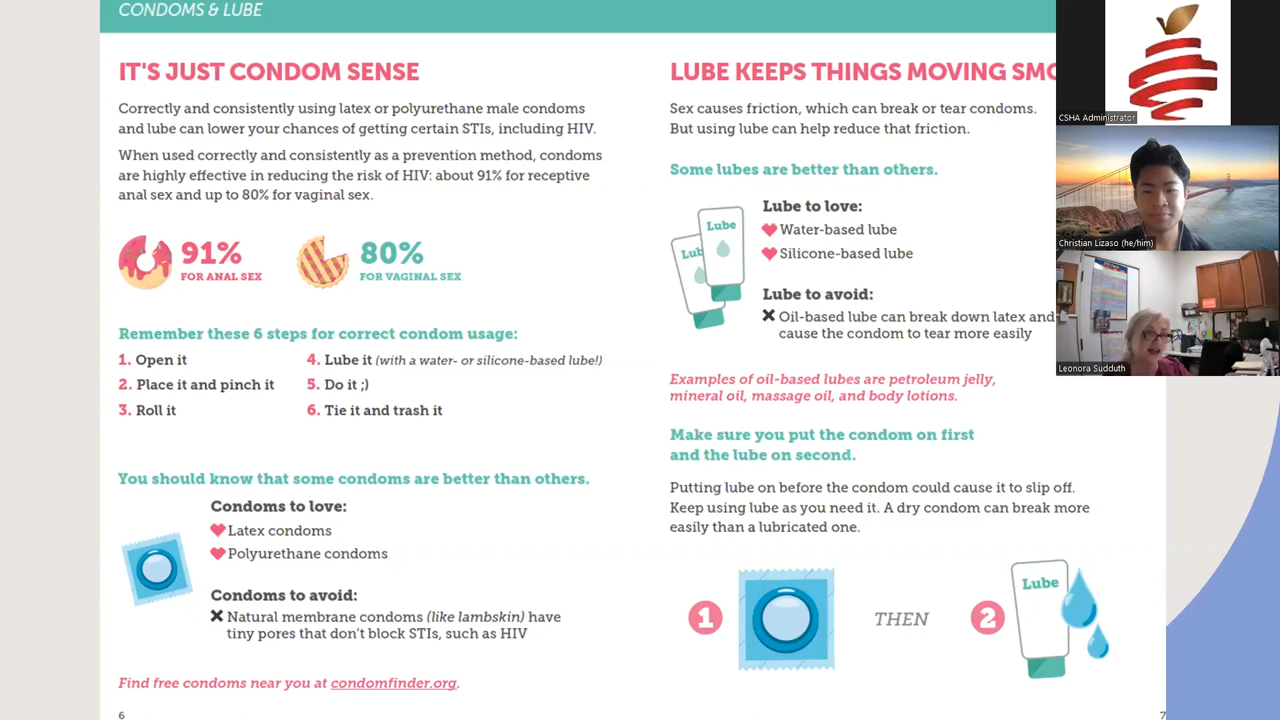 CONDOMS & LUBE
IT'S JUST CONDOM SENSE
Correctly and consistently using latex or polyurethane male condoms
and lube can lower your chances of getting certain STIs, including HIV.
When used correctly and consistently as a prevention method, condoms
are highly effective in reducing the risk of HIV: about 91% for receptive
anal sex and up to 80% for vaginal sex.
91%
FOR ANAL SEX
80%
FOR VAGINAL SEX
Remember these 6 steps for correct condom usage:
1. Open it
2. Place it and pinch it
3. Roll it
4. Lube it (with a water- or silicone-based lube!)
5. Do it ;)
6. Tie it and trash it
You should know that some condoms are better than others.
Condoms to love:
Latex condoms
Polyurethane condoms
Condoms to avoid:
Natural membrane condoms (like lambskin) have
tiny pores that don't block STIs, such as HIV
Find free condoms near you at condomfinder.org.
6
LUBE KEEPS THINGS MOVING SMO
Sex causes friction, which can break or tear condoms.
But using lube can help reduce that friction.
Some lubes are better than others.
Lube
Lub
Lube to love:
Water-based lube
Silicone-based lube
Lube to avoid:
Oil-based lube can break down latex and
cause the condom to tear more easily
Examples of oil-based lubes are petroleum jelly,
mineral oil, massage oil, and body lotions.
Make sure you put the condom on first
and the lube on second.
Putting lube on before the condom could cause it to slip off.
Keep using lube as you need it. A dry condom can break more
easily than a lubricated one.
1
THEN
2
Lube
7
CSHA Administrator
Christian Lizaso (he/him)
Leonora Sudduth